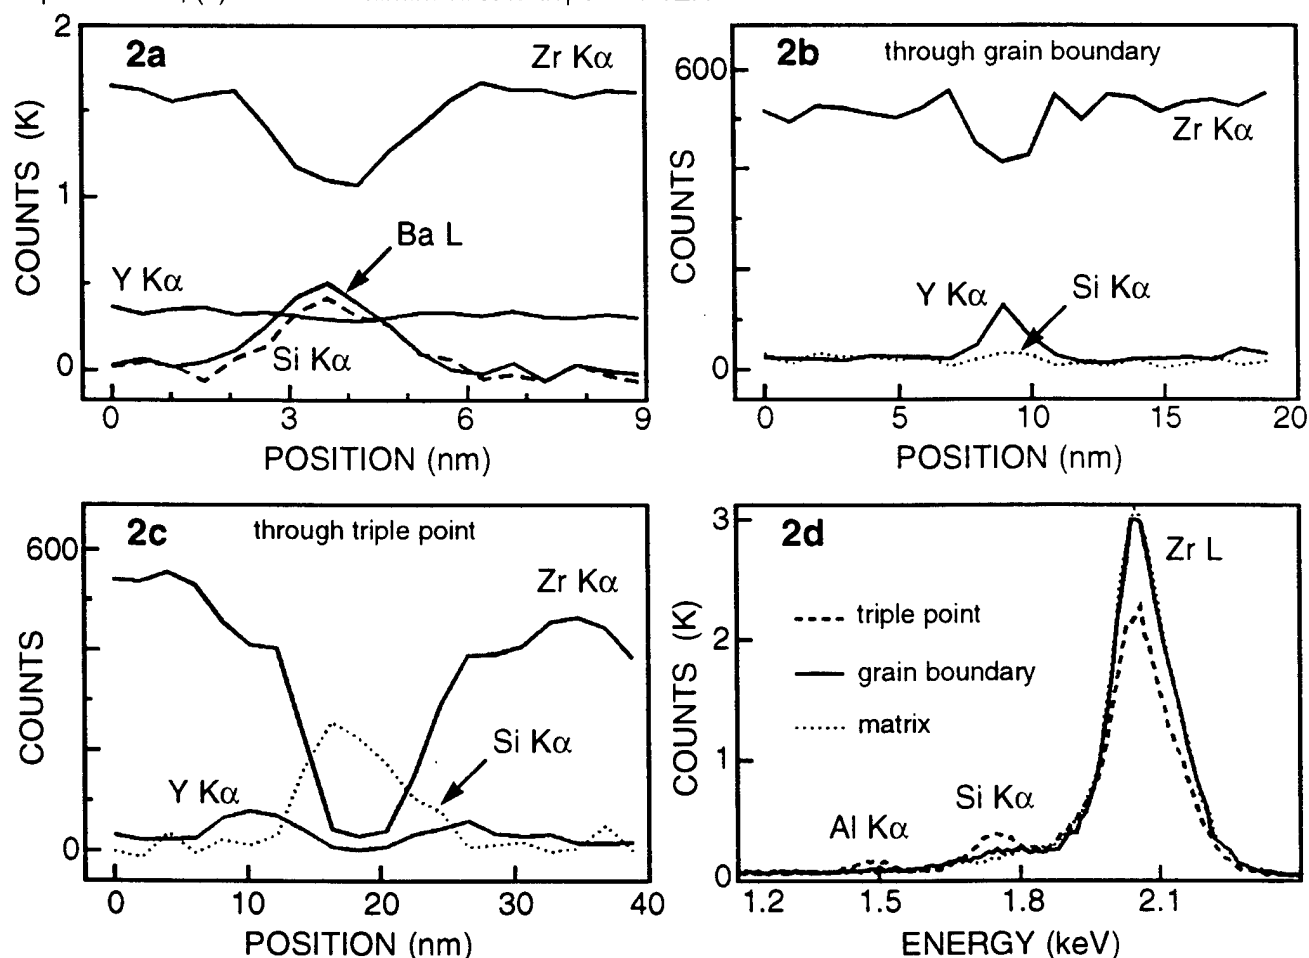 2a
Zr Kα
Ba L
Y Kα
Si Kα
COUNTS (K)
2
1
0
0 3 6 9
POSITION (nm)
2b
through grain boundary
Zr Kα
Y Kα
Si Kα
COUNTS
600
0
0 5 10 15 20
POSITION (nm)
2c
through triple point
Zr Kα
Si Kα
Y Kα
COUNTS
600
0
0 10 20 30 40
POSITION (nm)
2d
Zr L
triple point
grain boundary
matrix
Si Kα
Al Kα
COUNTS (K)
3
2
1
0
1.2 1.5 1.8 2.1
ENERGY (keV)